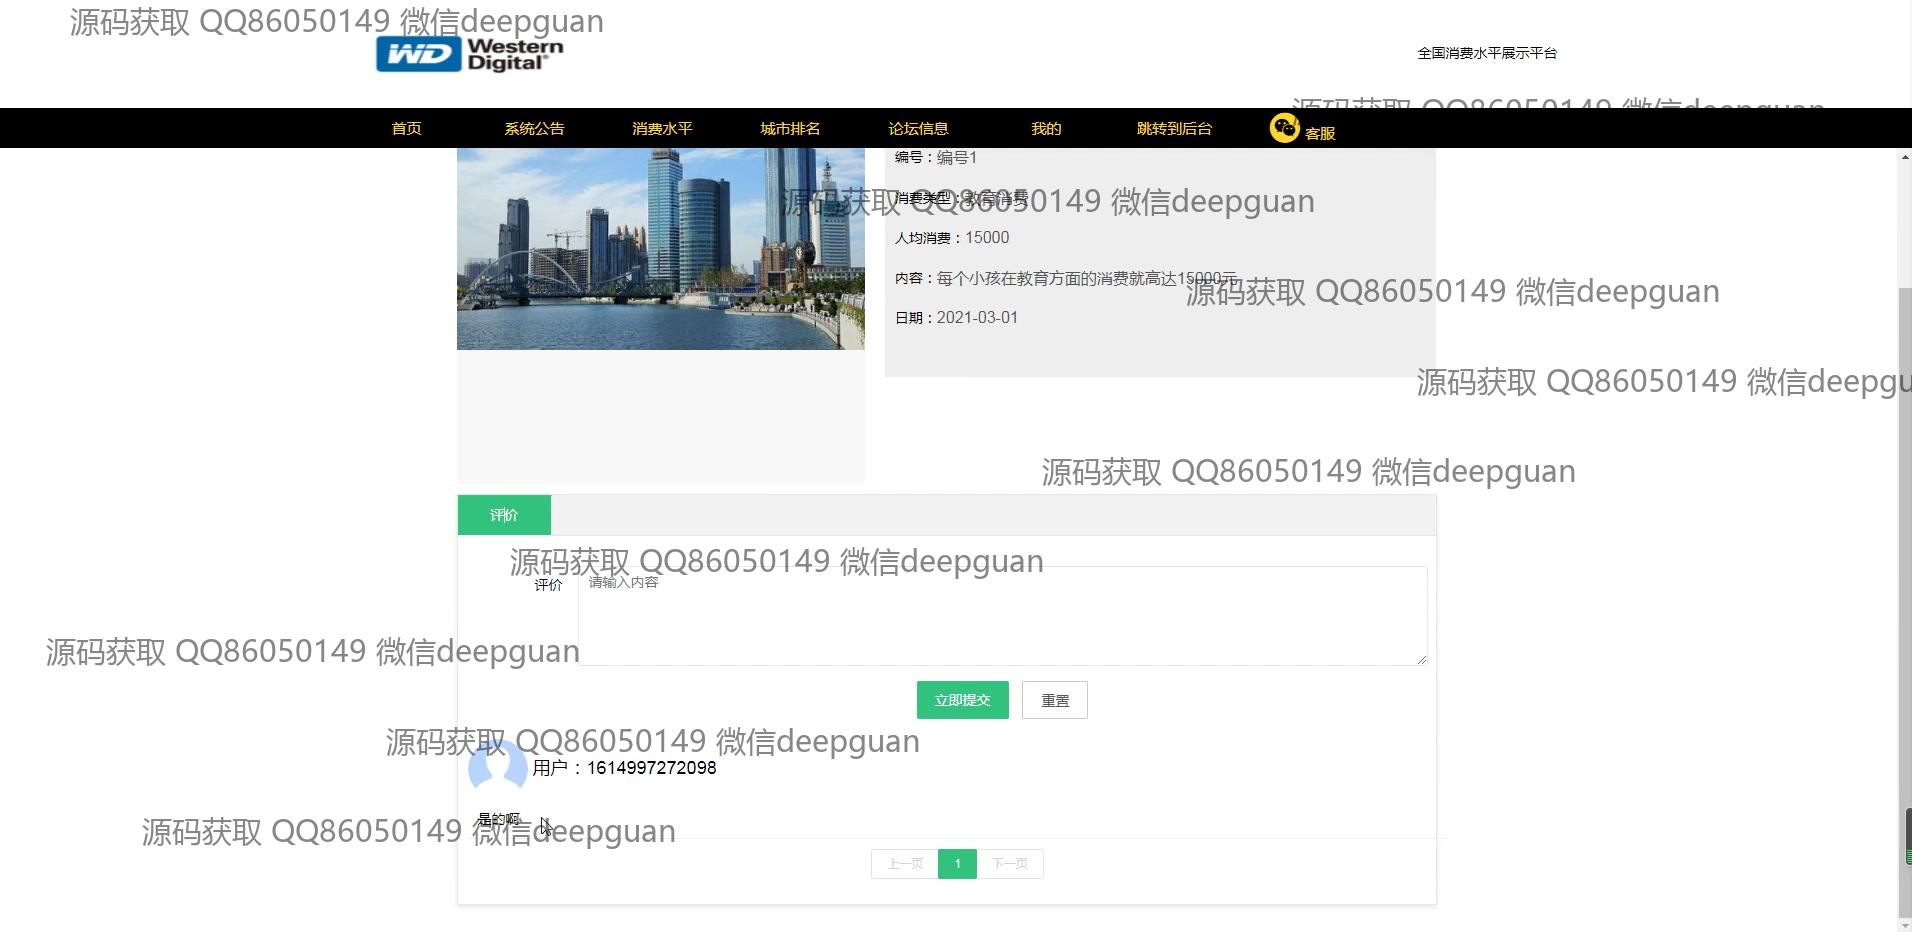 源码获取 QQ86050149 微信deepguan
WD Western Digital
全国消费水平展示平台
源码获取 QQ86050149 微信deepguan
首页 系统公告 消费水平 城市排名 论坛信息 我的 跳转到后台 客服
编号：编号1
消费类型：教育消费
源码获取 QQ86050149 微信deepguan
人均消费：15000
内容：每个小孩在教育方面的消费就高达15000元
源码获取 QQ86050149 微信deepguan
日期：2021-03-01
源码获取 QQ86050149 微信deepgu
源码获取 QQ86050149 微信deepguan
评价
源码获取 QQ86050149 微信deepguan
评价 请输入内容
源码获取 QQ86050149 微信deepguan
立即提交 重置
源码获取 QQ86050149 微信deepguan
用户：1614997272098
是的啊
源码获取 QQ86050149 微信deepguan
上一页 1 下一页